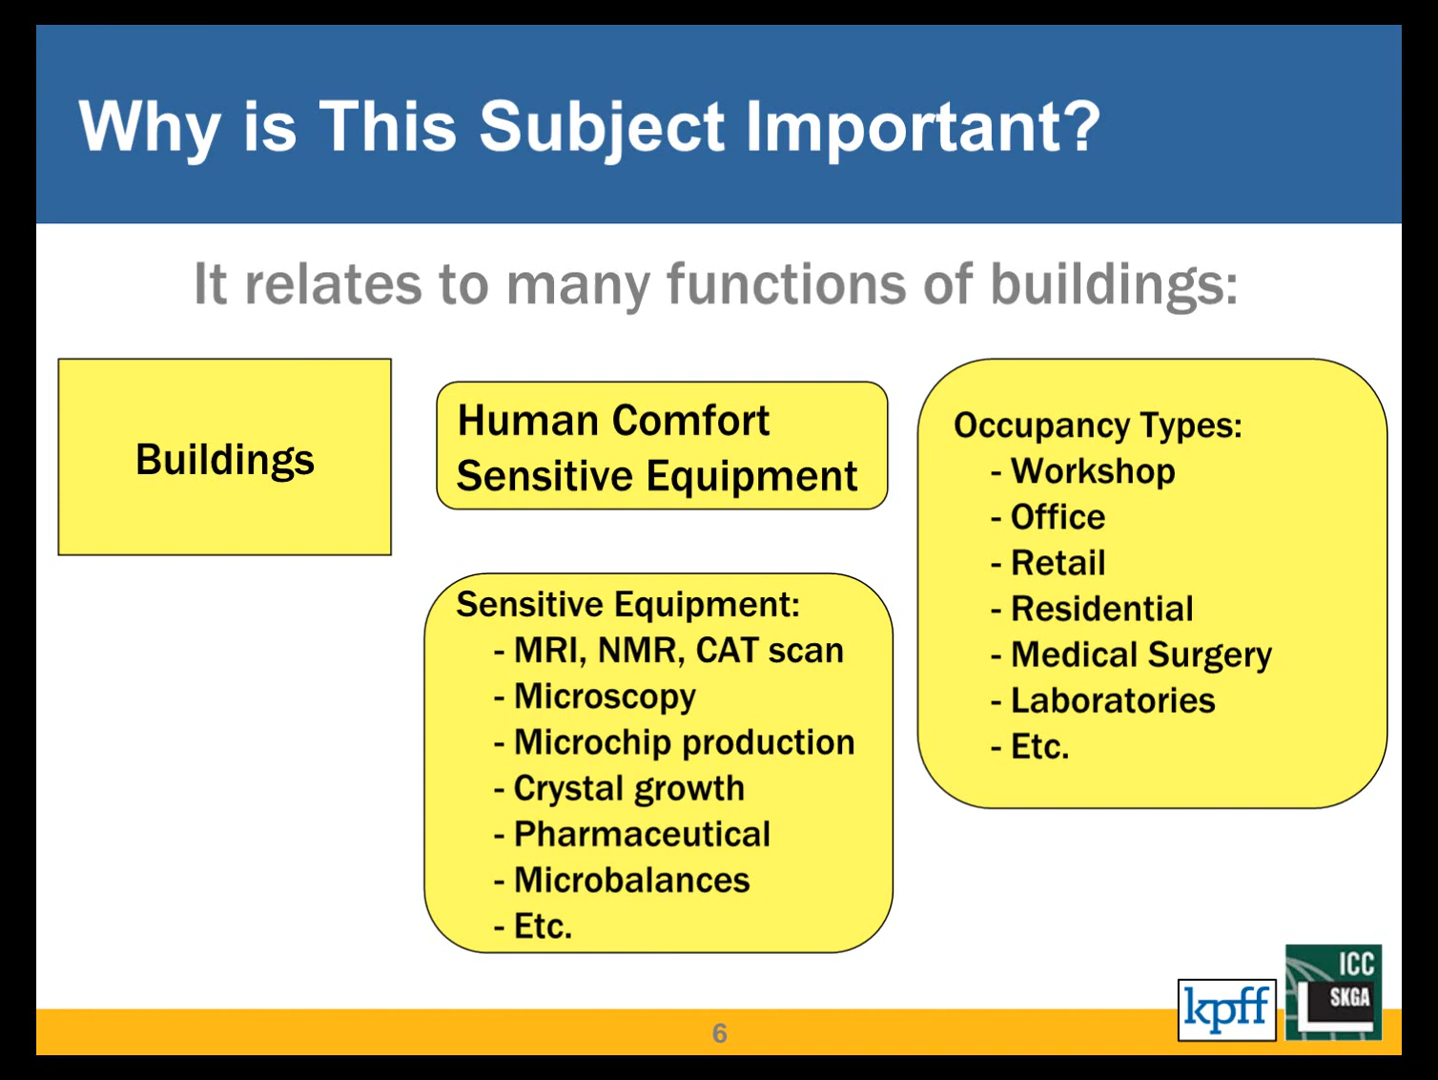 Why is This Subject Important?
It relates to many functions of buildings:
Buildings
Human Comfort
Sensitive Equipment
Sensitive Equipment:
- MRI, NMR, CAT scan
- Microscopy
- Microchip production
- Crystal growth
- Pharmaceutical
- Microbalances
- Etc.
Occupancy Types:
- Workshop
- Office
- Retail
- Residential
- Medical Surgery
- Laboratories
- Etc.
6
kpff
ICC
SKGA